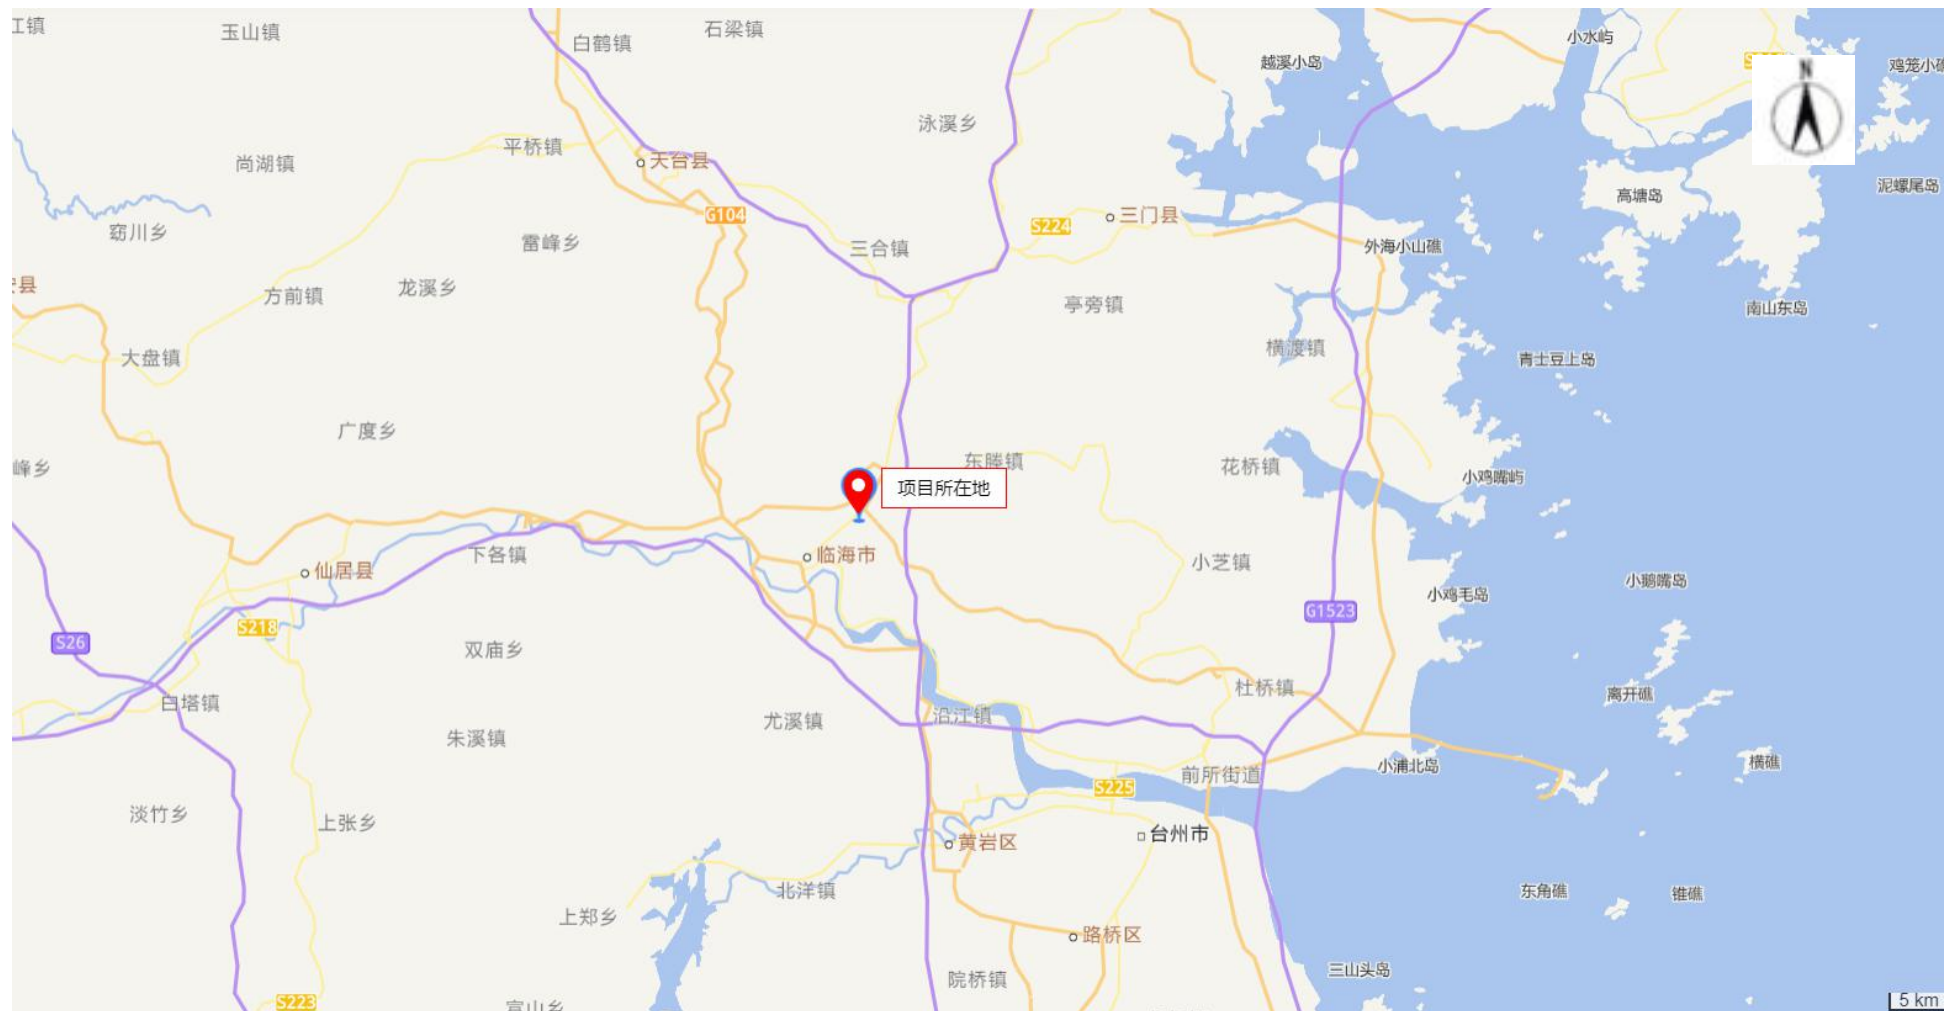 江镇
玉山镇
白鹤镇
石梁镇
小水屿
越溪小岛
鸡笼小礁
N
泳溪乡
平桥镇
尚湖镇
天台县
泥螺尾岛
高塘岛
G104
三门县
S224
窈川乡
雷峰乡
三合镇
外海小山礁
县
龙溪乡
方前镇
亭旁镇
南山东岛
大盘镇
横渡镇
青士豆上岛
广度乡
峰乡
东塍镇
花桥镇
小鸡嘴屿
项目所在地
下各镇
临海市
小芝镇
仙居县
小鹅嘴岛
小鸡毛岛
G1523
S218
S26
双庙乡
杜桥镇
离开礁
白塔镇
尤溪镇
沿江镇
朱溪镇
横礁
小浦北岛
前所街道
S225
淡竹乡
上张乡
台州市
黄岩区
北洋镇
东角礁
锥礁
上郑乡
路桥区
三山头岛
院桥镇
S223
富山乡
5 km